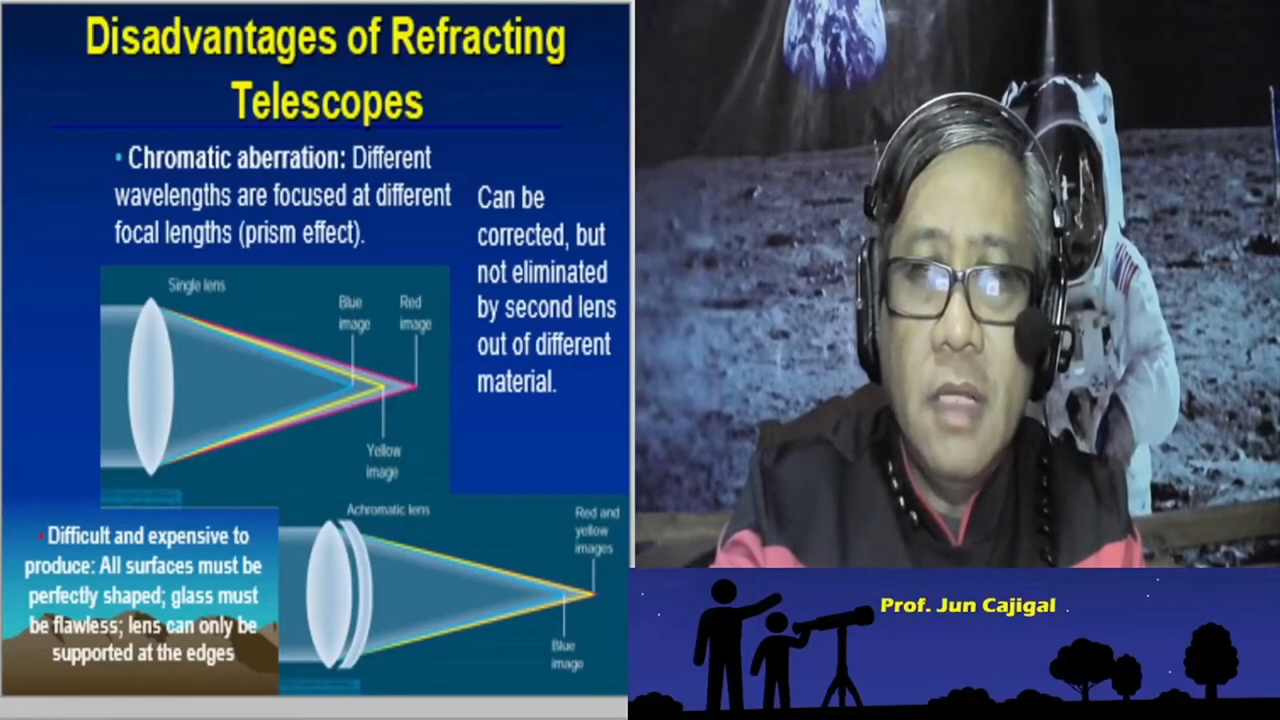 Disadvantages of Refracting
Telescopes
• Chromatic aberration: Different
wavelengths are focused at different
focal lengths (prism effect).
Can be
corrected, but
not eliminated
by second lens
out of different
material.
Single lens
Blue
image
Red
image
Yellow
image
• Difficult and expensive to
produce: All surfaces must be
perfectly shaped; glass must
be flawless; lens can only be
supported at the edges
Achromatic lens
Red and
yellow
images
Blue
image
Prof. Jun Cajigal